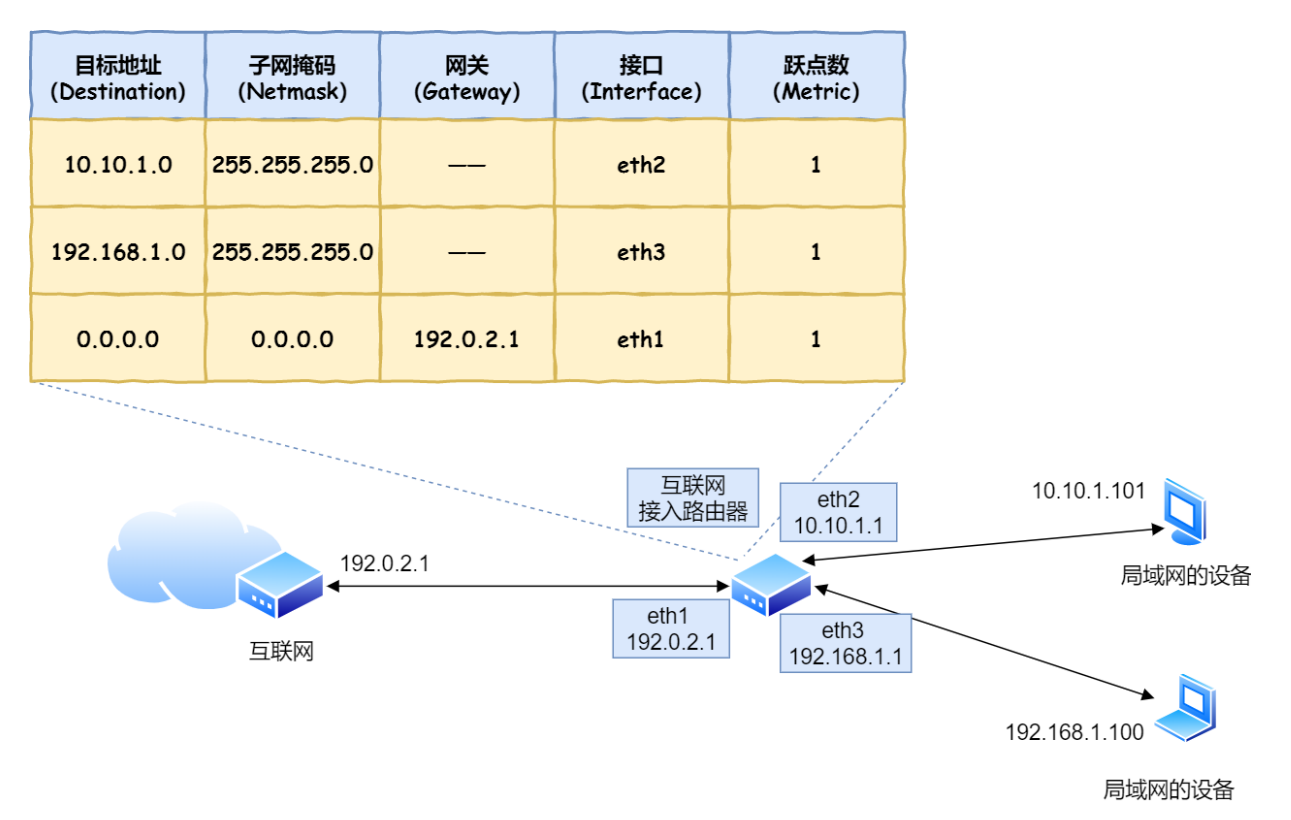 目标地址
(Destination)
子网掩码
(Netmask)
网关
(Gateway)
接口
(Interface)
跃点数
(Metric)
10.10.1.0 255.255.255.0 —— eth2 1
192.168.1.0 255.255.255.0 —— eth3 1
0.0.0.0 0.0.0.0 192.0.2.1 eth1 1
互联网
接入路由器
eth2
10.10.1.1
10.10.1.101
局域网的设备
192.0.2.1
互联网
eth1
192.0.2.1
eth3
192.168.1.1
192.168.1.100
局域网的设备